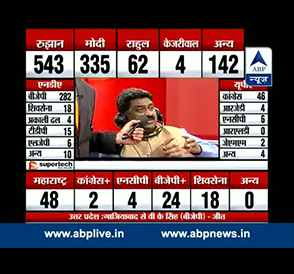 रुझान मोदी राहुल केजरीवाल अन्य
543 335 62 4 142
abp
न्यूज़
एनडीए
बीजेपी 282
शिवसेना 18
अकाली दल 4
टीडीपी 15
एलजेपी 6
अन्य 10
यूपीए
कांग्रेस 46
आरजेडी 4
एनसीपी 6
आरएलडी 0
जेएमएम 2
अन्य 4
supertech
महाराष्ट्र कांग्रेस+ एनसीपी बीजेपी+ शिवसेना अन्य
48 2 4 24 18 0
उत्तर प्रदेश :गाजियाबाद से वी के सिंह (बीजेपी) - जीत
www.abplive.in www.abpnews.in